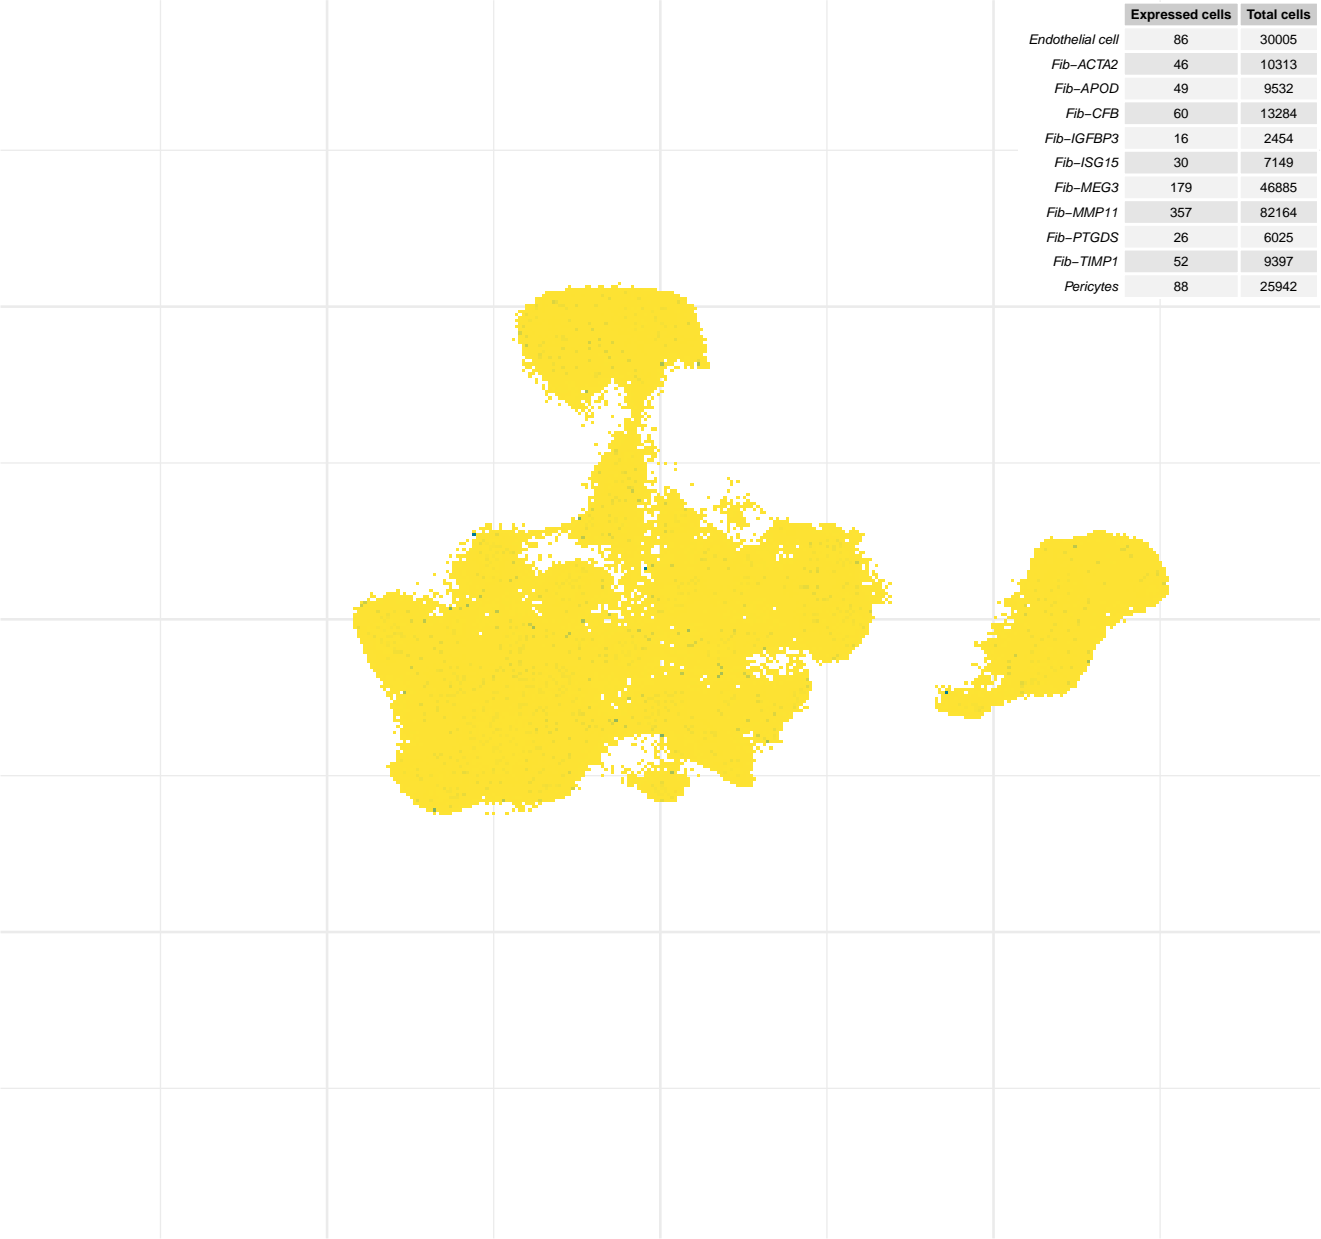 Expressed cells Total cells
Endothelial cell 86 30005
Fib−ACTA2 46 10313
Fib−APOD 49 9532
Fib−CFB 60 13284
Fib−IGFBP3 16 2454
Fib−ISG15 30 7149
Fib−MEG3 179 46885
Fib−MMP11 357 82164
Fib−PTGDS 26 6025
Fib−TIMP1 52 9397
Pericytes 88 25942